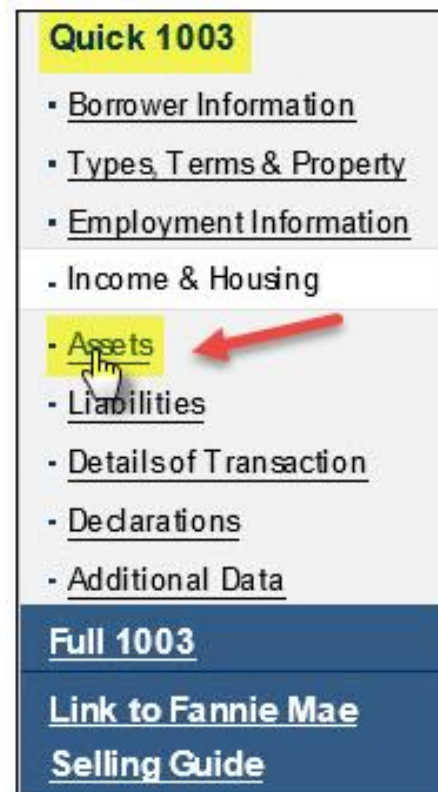 Quick 1003
Borrower Information
Types, Terms & Property
Employment Information
Income & Housing
Assets
Liabilities
Details of Transaction
Declarations
Additional Data
Full 1003
Link to Fannie Mae
Selling Guide